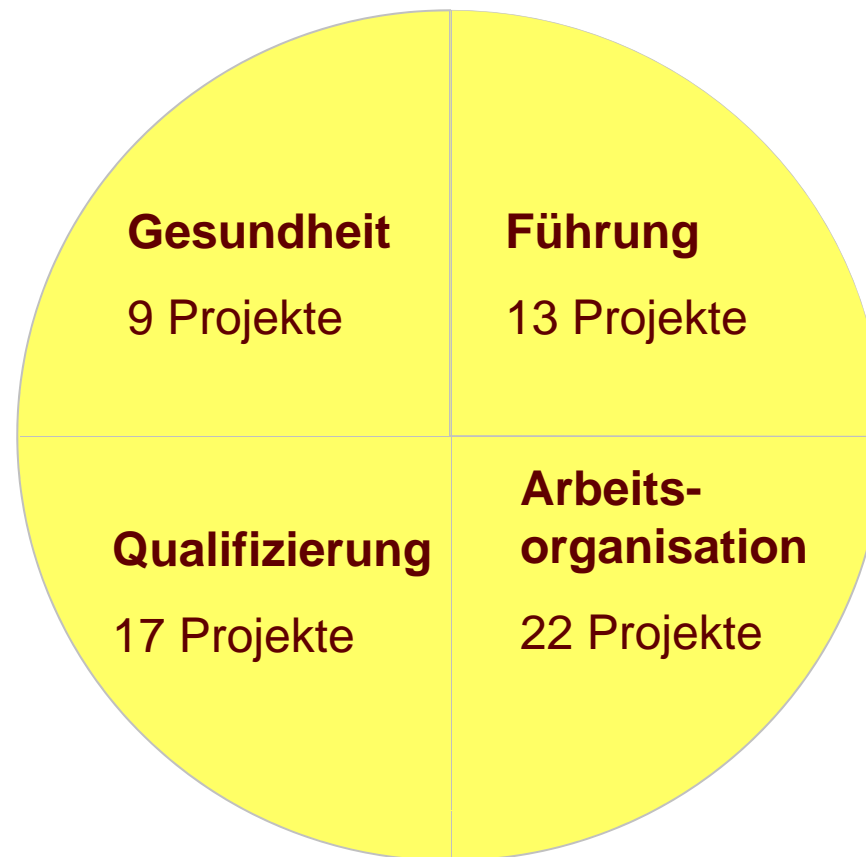 Gesundheit
9 Projekte
Führung
13 Projekte
Qualifizierung
17 Projekte
Arbeits-
organisation
22 Projekte